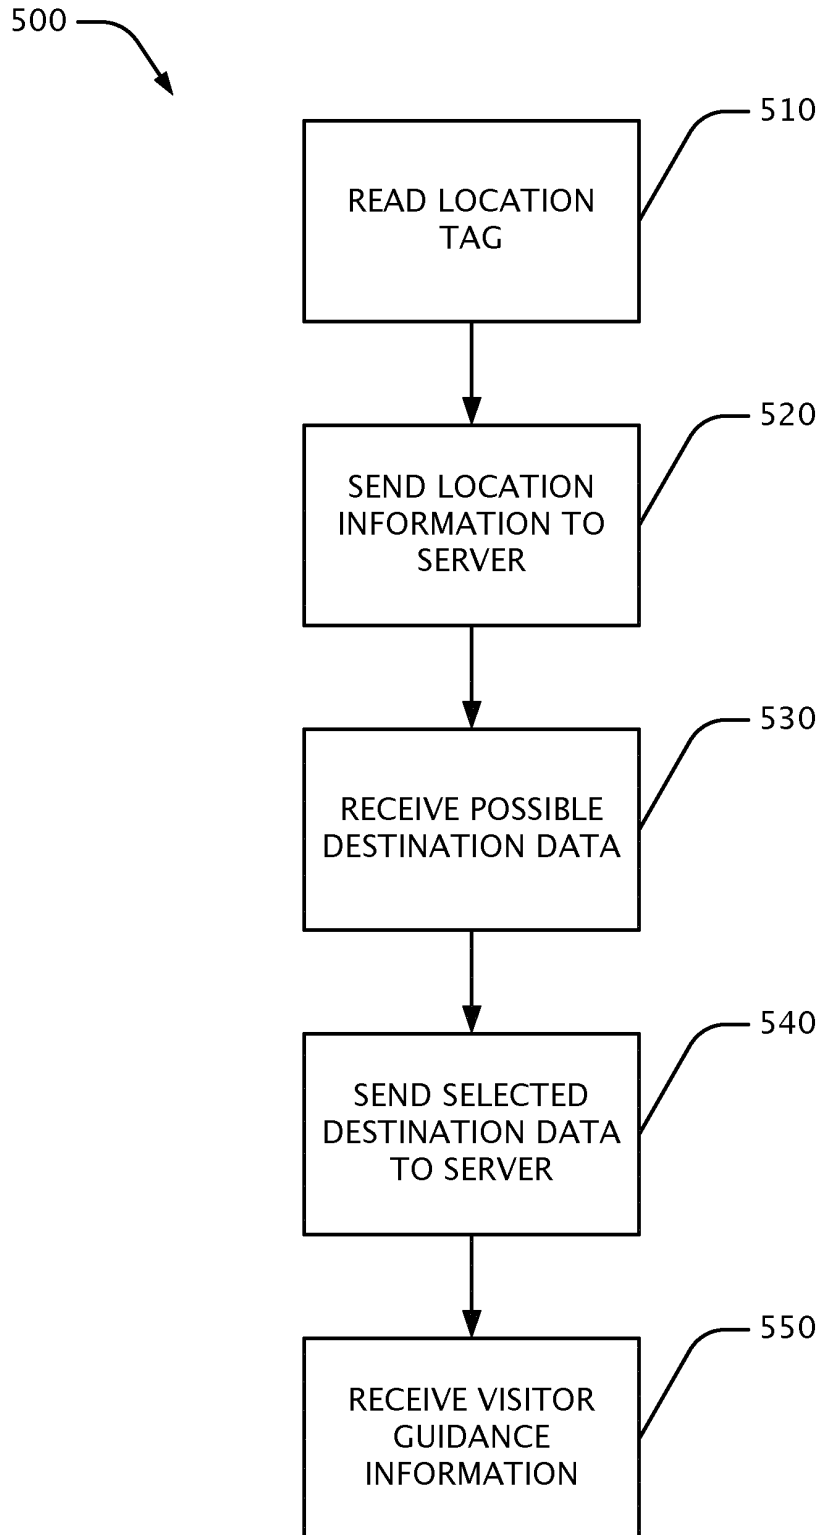 500
510
READ LOCATION
TAG
520
SEND LOCATION
INFORMATION TO
SERVER
530
RECEIVE POSSIBLE
DESTINATION DATA
540
SEND SELECTED
DESTINATION DATA
TO SERVER
550
RECEIVE VISITOR
GUIDANCE
INFORMATION